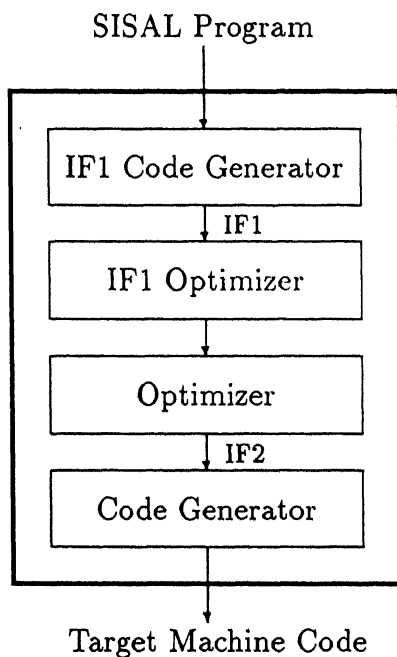 SISAL Program
IF1 Code Generator
IF1
IF1 Optimizer
Optimizer
IF2
Code Generator
Target Machine Code